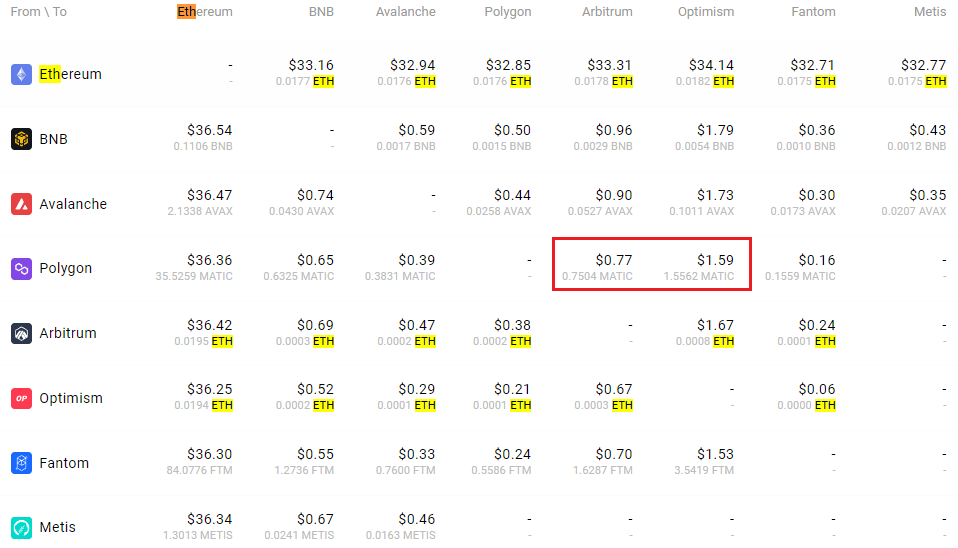 From \ To Ethereum BNB Avalanche Polygon Arbitrum Optimism Fantom Metis
Ethereum - $33.16 $32.94 $32.85 $33.31 $34.14 $32.71 $32.77
- 0.0177 ETH 0.0176 ETH 0.0176 ETH 0.0178 ETH 0.0182 ETH 0.0175 ETH 0.0175 ETH
BNB $36.54 - $0.59 $0.50 $0.96 $1.79 $0.36 $0.43
0.1106 BNB - 0.0017 BNB 0.0015 BNB 0.0029 BNB 0.0054 BNB 0.0010 BNB 0.0012 BNB
Avalanche $36.47 $0.74 - $0.44 $0.90 $1.73 $0.30 $0.35
2.1338 AVAX 0.0430 AVAX - 0.0258 AVAX 0.0527 AVAX 0.1011 AVAX 0.0173 AVAX 0.0207 AVAX
Polygon $36.36 $0.65 $0.39 - $0.77 $1.59 $0.16 -
35.5259 MATIC 0.6325 MATIC 0.3831 MATIC - 0.7504 MATIC 1.5562 MATIC 0.1559 MATIC -
Arbitrum $36.42 $0.69 $0.47 $0.38 - $1.67 $0.24 -
0.0195 ETH 0.0003 ETH 0.0002 ETH 0.0002 ETH - 0.0008 ETH 0.0001 ETH -
OP Optimism $36.25 $0.52 $0.29 $0.21 $0.67 - $0.06 -
0.0194 ETH 0.0002 ETH 0.0001 ETH 0.0001 ETH 0.0003 ETH - 0.0000 ETH -
Fantom $36.30 $0.55 $0.33 $0.24 $0.70 $1.53 - -
84.0776 FTM 1.2736 FTM 0.7600 FTM 0.5586 FTM 1.6287 FTM 3.5419 FTM - -
Metis $36.34 $0.67 $0.46 - - - - -
1.3013 METIS 0.0241 METIS 0.0163 METIS - - - - -